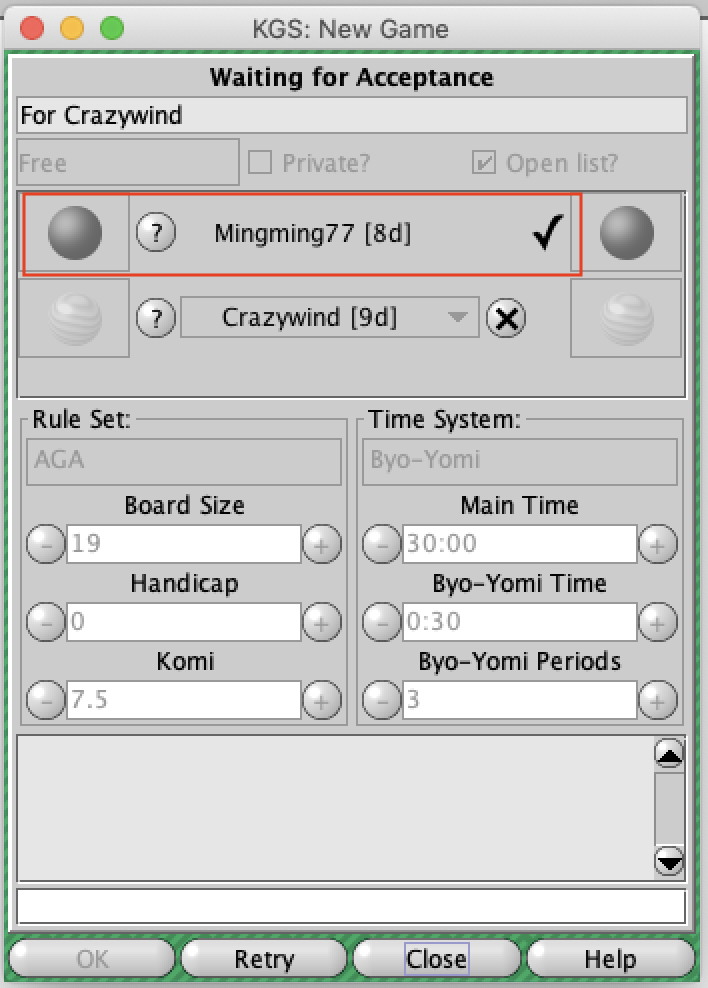 KGS: New Game
Waiting for Acceptance
For Crazywind
Free Private? Open list?
? Mingming77 [8d]
? Crazywind [9d]
Rule Set: Time System:
AGA Byo-Yomi
Board Size Main Time
- 19 + - 30:00 +
Handicap Byo-Yomi Time
- 0 + - 0:30 +
Komi Byo-Yomi Periods
- 7.5 + - 3 +
OK Retry Close Help